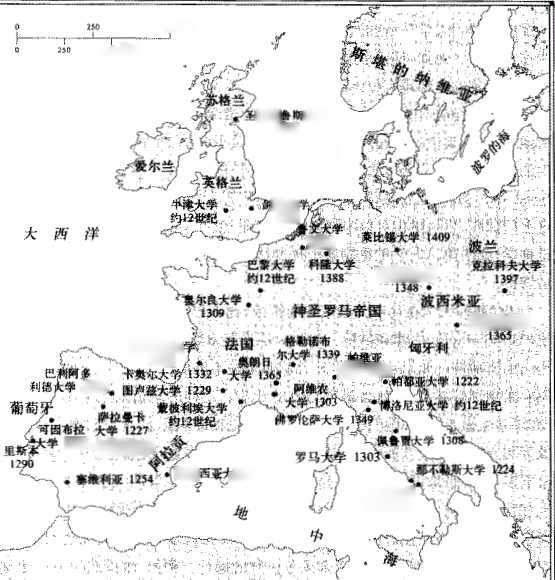 0 250
0 250
斯堪的纳维亚
苏格兰
圣 鲁斯
波罗的海
爱尔兰
英格兰
牛津大学
约12世纪
学
大西洋
鲁文大学
莱比锡大学 1409
波兰
巴黎大学
约12世纪
科隆大学
1388
克拉科夫大学
1397
1348
奥尔良大学
1309
神圣罗马帝国
波西米亚
1365
法国
匈牙利
学
格勒诺布
尔大学 1339
帕维亚
巴利阿多
利德大学
卡奥尔大学 1332
奥朗日
大学 1365
帕都亚大学 1222
图卢兹大学 1229
阿维农
大学 1303
博洛尼亚大学 约12世纪
葡萄牙
萨拉曼卡
大学 1227
蒙彼利埃大学
约12世纪
佛罗伦萨大学 1349
可因布拉
大学
佩鲁贾大学 1308
里斯本
1290
阿拉贡
罗马大学 1303
塞维利亚 1254
西亚
那不勒斯大学 1224
地中海